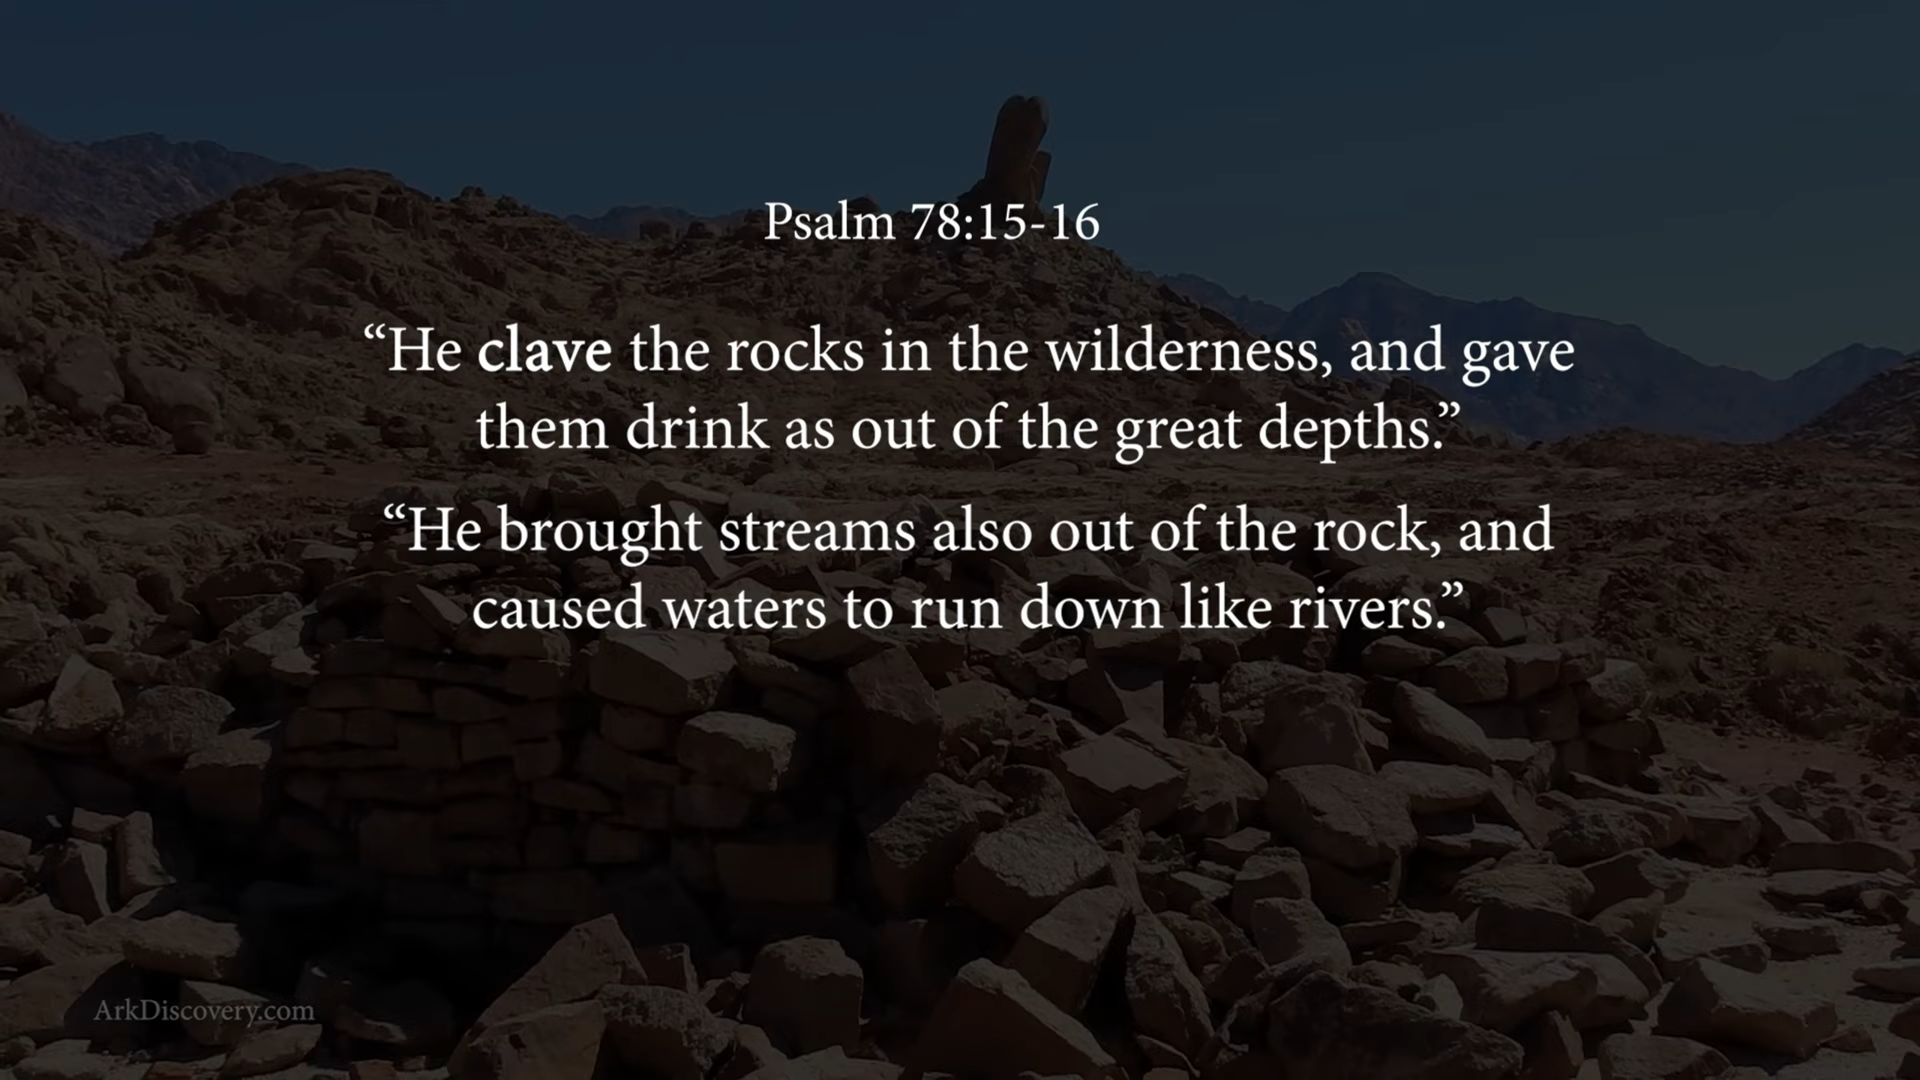 Psalm 78:15-16
“He clave the rocks in the wilderness, and gave
them drink as out of the great depths.”
“He brought streams also out of the rock, and
caused waters to run down like rivers.”
ArkDiscovery.com